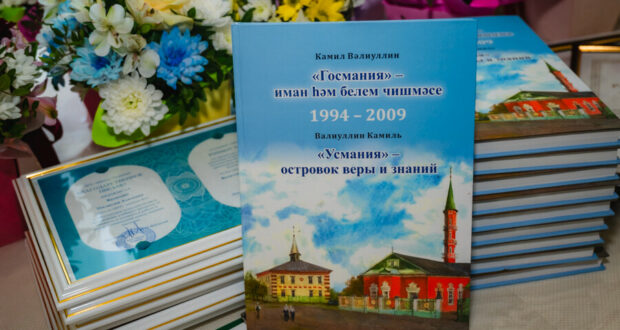 Камил Вәлиуллин
«Госмания» –
иман һәм белем чишмәсе
1994 – 2009
Валиуллин Камиль
«Усмания» –
островок веры и знаний